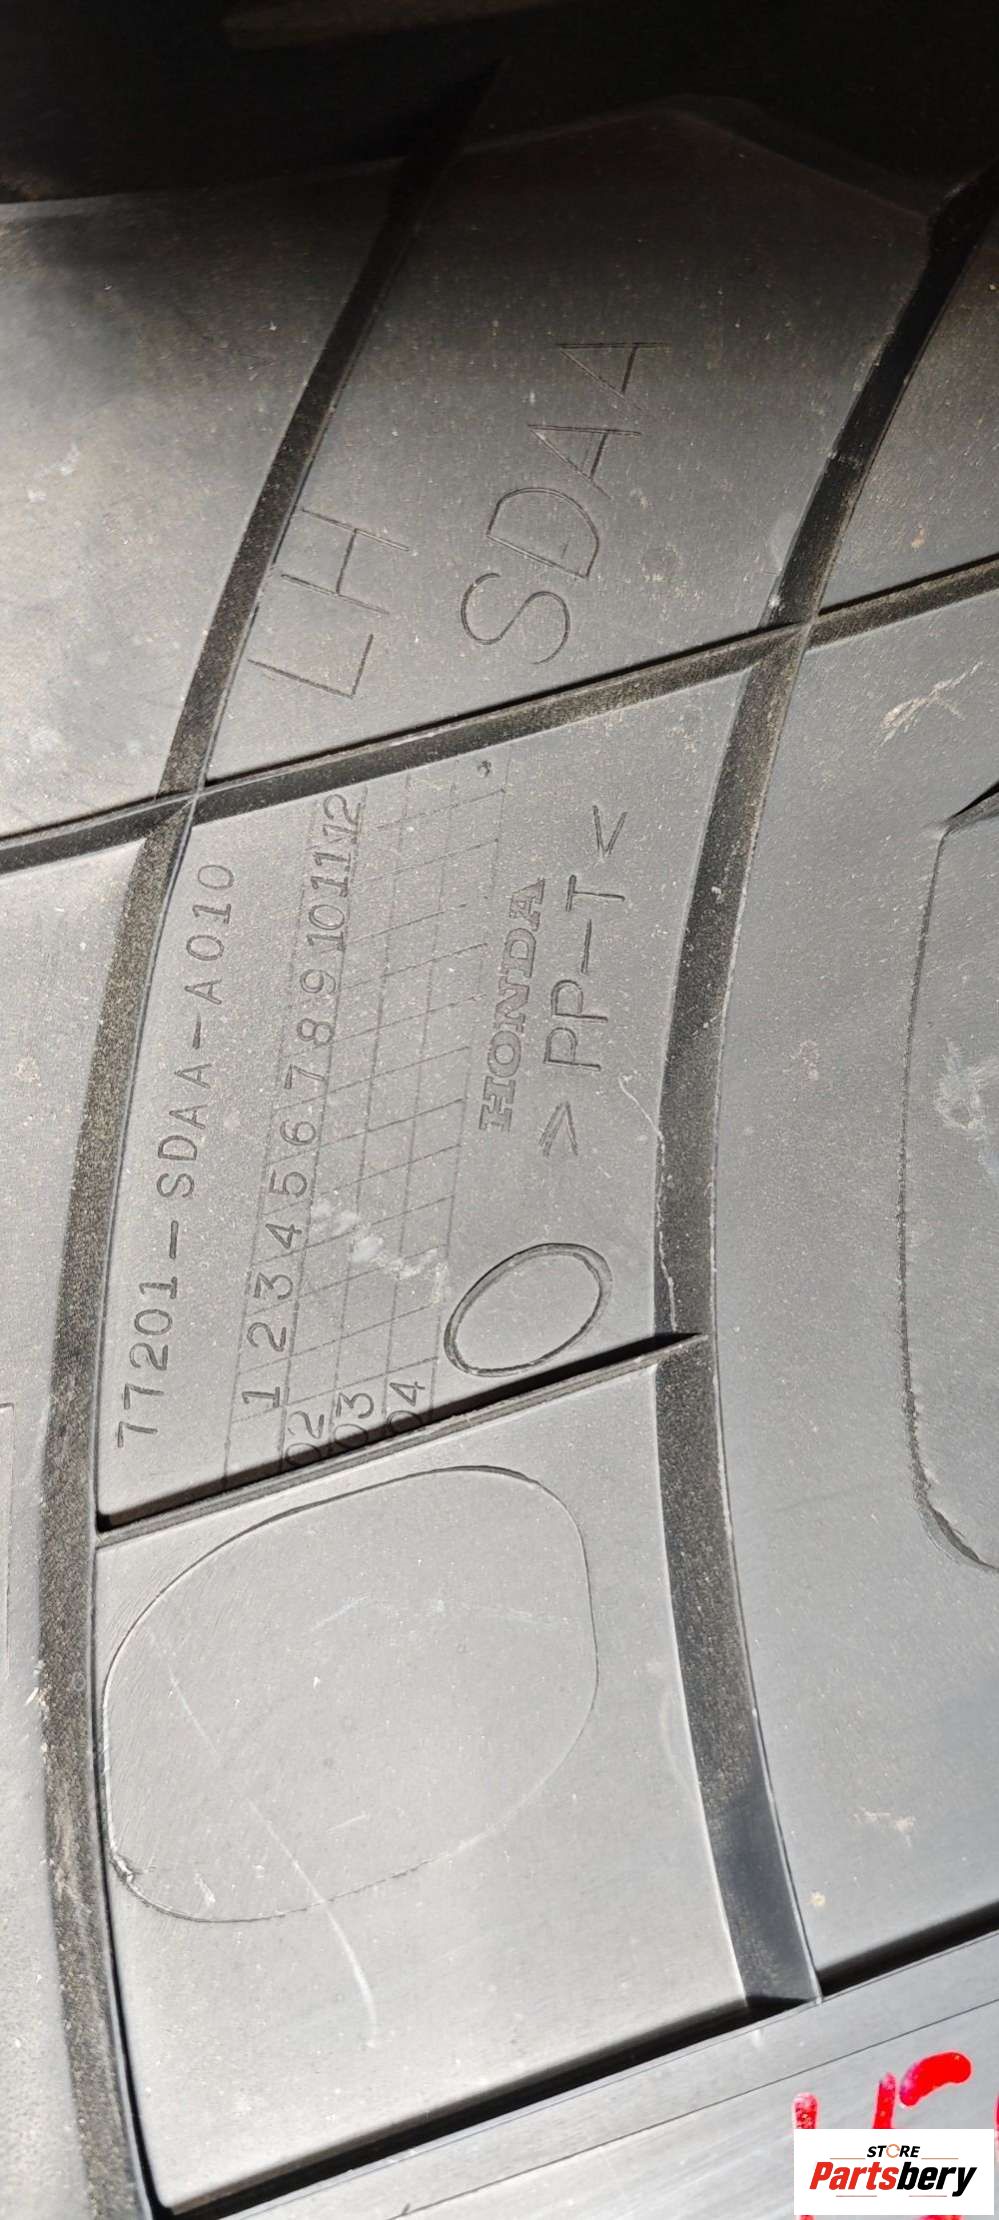 LH
SDAA
77201-SDAA-A010
1 2 3 4 5 6 7 8 9 10 11 12
02
03
04
HONDA
>PP-T<
STORE
Partsbery